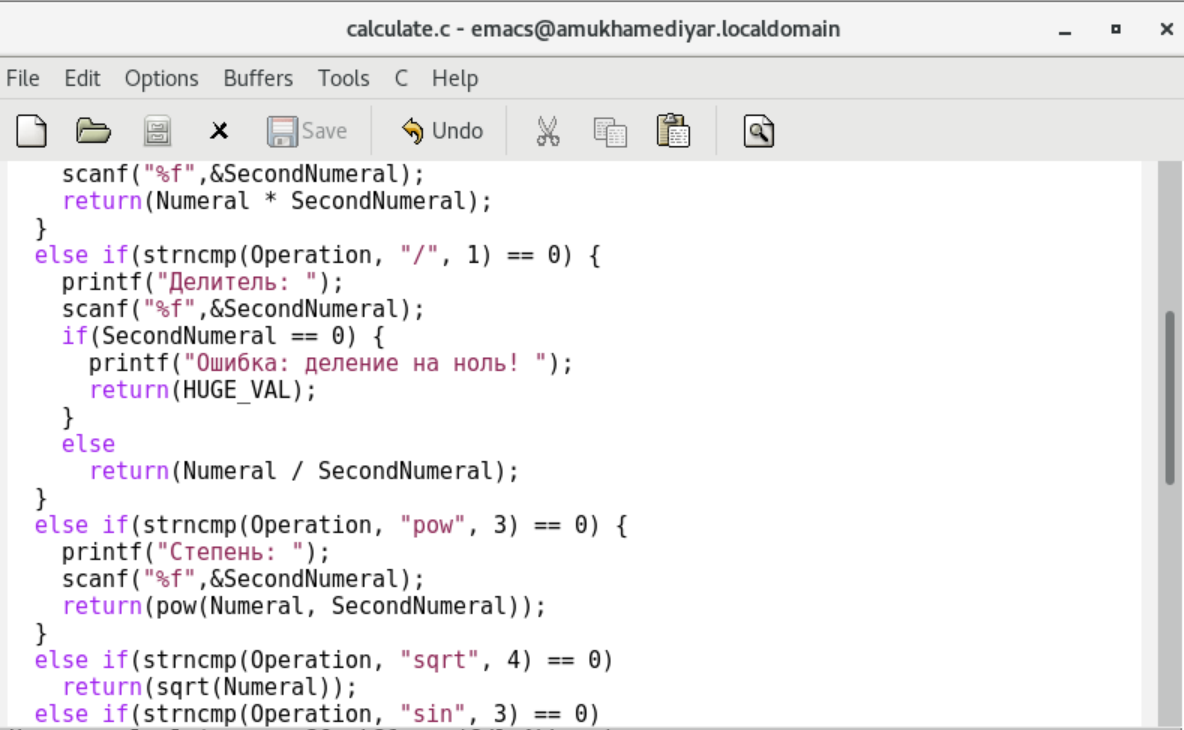 calculate.c - emacs@amukhamediyar.localdomain
File Edit Options Buffers Tools C Help
Save Undo
scanf("%f",&SecondNumeral);
return(Numeral * SecondNumeral);
}
else if(strncmp(Operation, "/", 1) == 0) {
printf("Делитель: ");
scanf("%f",&SecondNumeral);
if(SecondNumeral == 0) {
printf("Ошибка: деление на ноль! ");
return(HUGE_VAL);
}
else
return(Numeral / SecondNumeral);
}
else if(strncmp(Operation, "pow", 3) == 0) {
printf("Степень: ");
scanf("%f",&SecondNumeral);
return(pow(Numeral, SecondNumeral));
}
else if(strncmp(Operation, "sqrt", 4) == 0)
return(sqrt(Numeral));
else if(strncmp(Operation, "sin", 3) == 0)